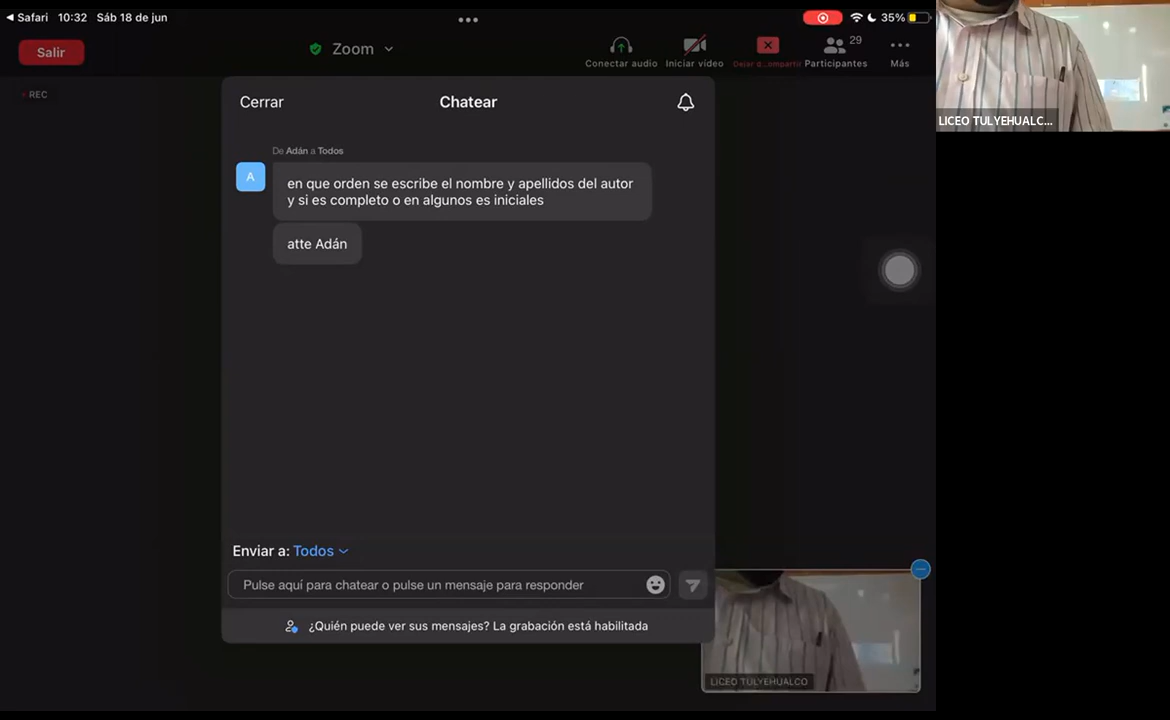 ◀ Safari 10:32 Sáb 18 de jun
35%
Salir
Zoom
Conectar audio
Iniciar vídeo
Dejar d...compartir
29
Participantes
Más
LICEO TULYEHUALC...
REC
Cerrar
Chatear
De Adán a Todos
A
en que orden se escribe el nombre y apellidos del autor
y si es completo o en algunos es iniciales
atte Adán
Enviar a: Todos
Pulse aquí para chatear o pulse un mensaje para responder
¿Quién puede ver sus mensajes? La grabación está habilitada
LICEO TULYEHUALCO